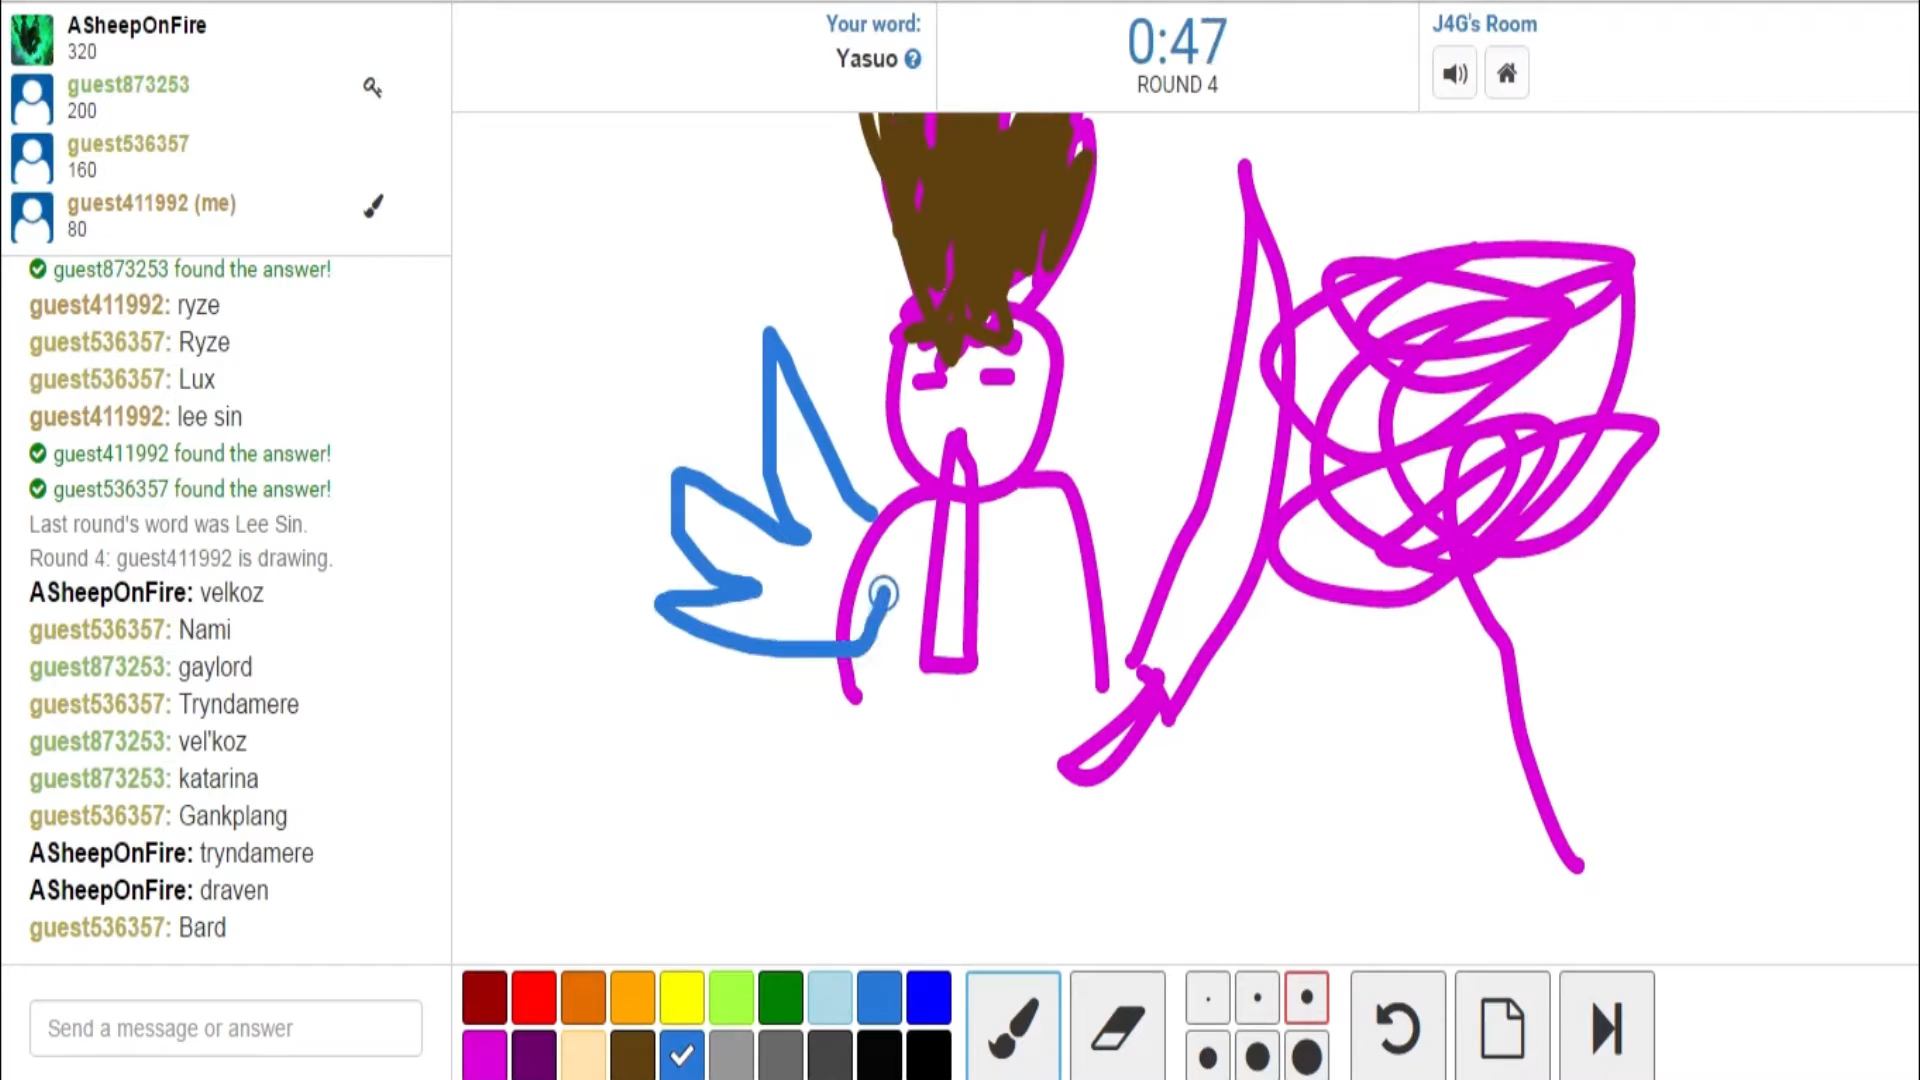 ASheepOnFire
320
guest873253
200
guest536357
160
guest411992 (me)
80
guest873253 found the answer!
guest411992: ryze
guest536357: Ryze
guest536357: Lux
guest411992: lee sin
guest411992 found the answer!
guest536357 found the answer!
Last round's word was Lee Sin.
Round 4: guest411992 is drawing.
ASheepOnFire: velkoz
guest536357: Nami
guest873253: gaylord
guest536357: Tryndamere
guest873253: vel'koz
guest873253: katarina
guest536357: Gankplang
ASheepOnFire: tryndamere
ASheepOnFire: draven
guest536357: Bard
Send a message or answer
Your word:
Yasuo ?
0:47
ROUND 4
J4G's Room